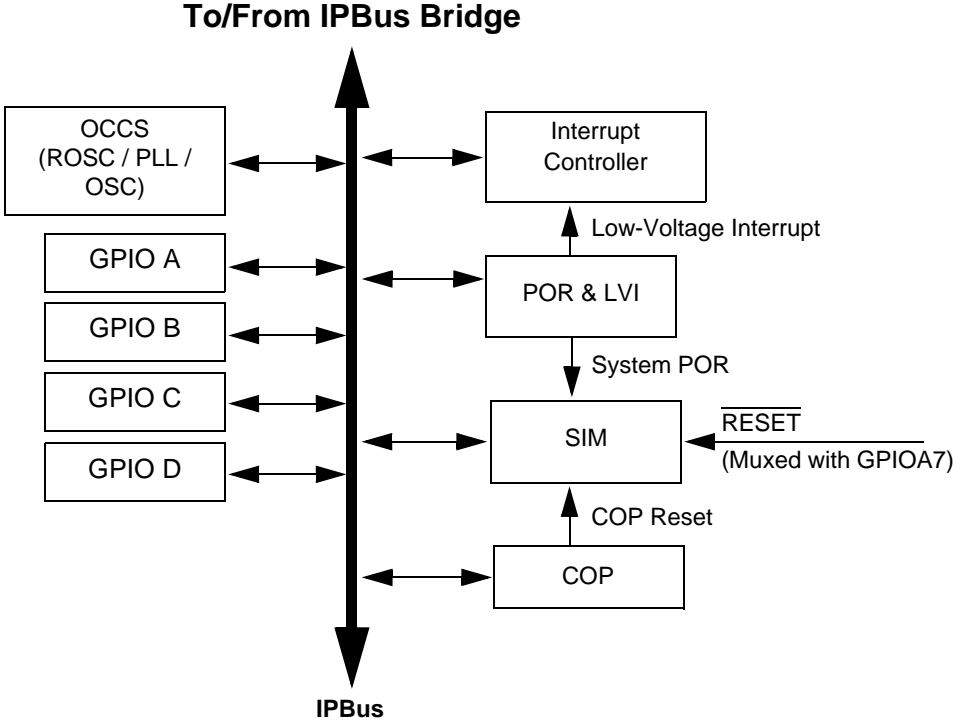 To/From IPBus Bridge
OCCS
(ROSC / PLL /
OSC)
GPIO A
GPIO B
GPIO C
GPIO D
Interrupt
Controller
Low-Voltage Interrupt
POR & LVI
System POR
SIM
RESET
(Muxed with GPIOA7)
COP Reset
COP
IPBus